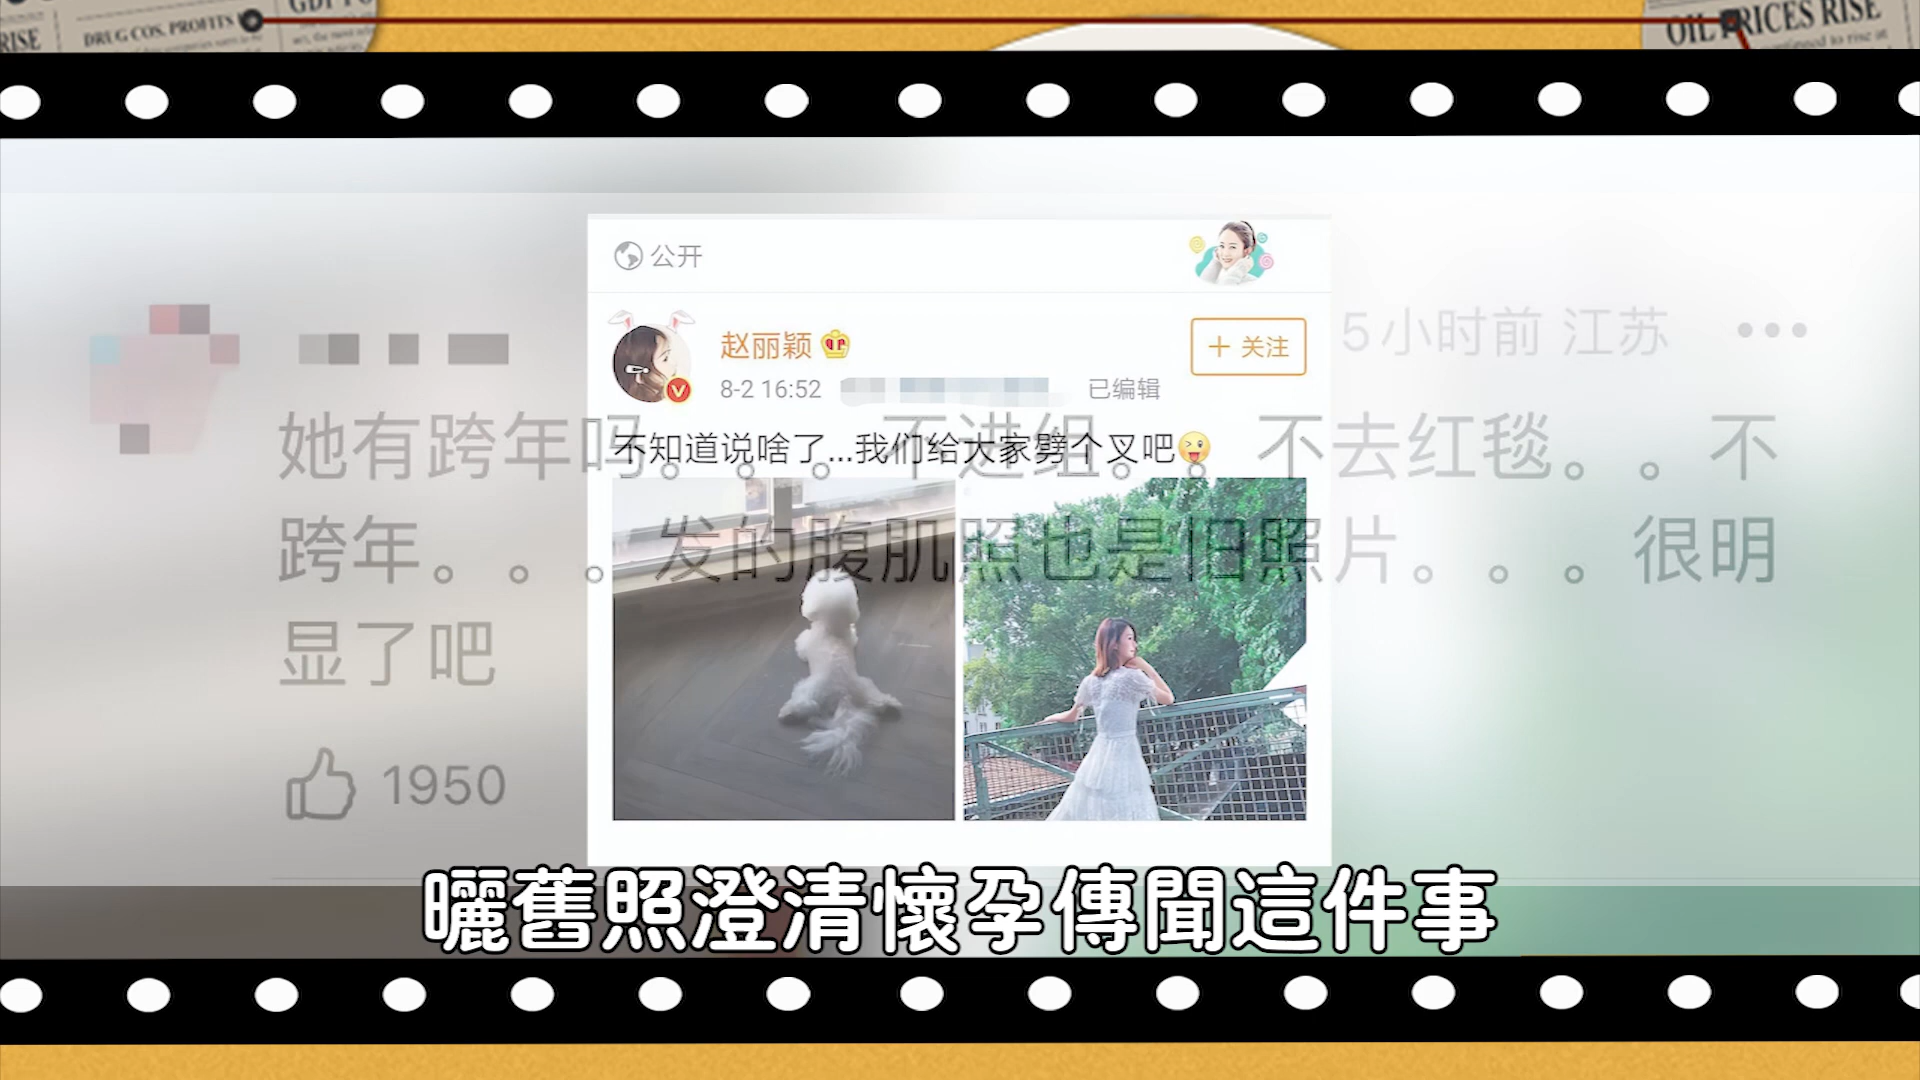 RISE
DRUG COS. PROFITS
OIL PRICES RISE
公开
赵丽颖
8-2 16:52
已编辑
+ 关注
不知道说啥了...我们给大家劈个叉吧
5小时前 江苏
她有跨年吗。。。不进组。。不去红毯。。不
跨年。。。发的腹肌照也是旧照片。。。很明
显了吧
1950
曬舊照澄清懷孕傳聞這件事